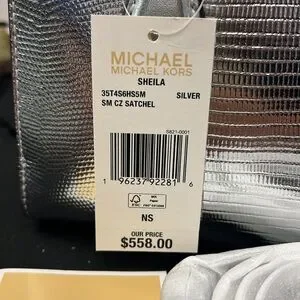 MICHAEL
MICHAEL KORS
SHEILA
35T4S6HS5M SILVER
SM CZ SATCHEL
S821-0001
1 96237 92281 6
FSC
NS
OUR PRICE
$558.00